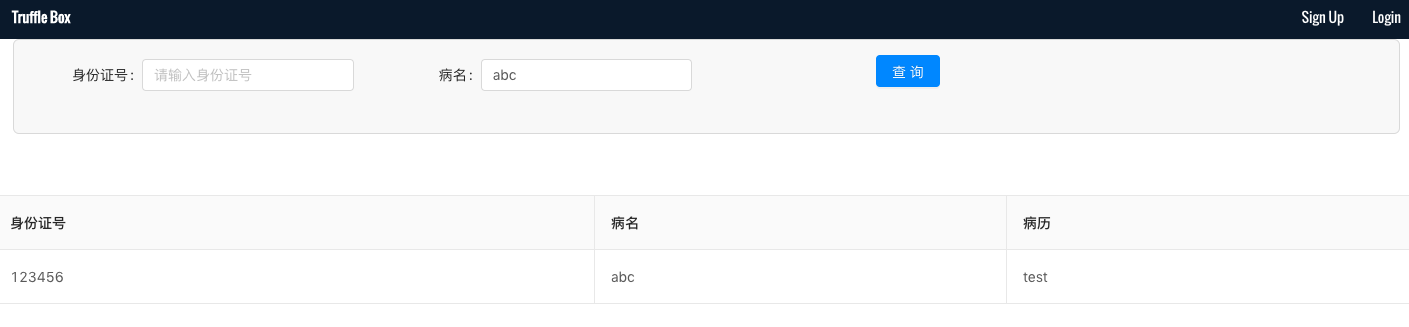 Truffle Box Sign Up Login
身份证号: 请输入身份证号 病名: abc 查 询
身份证号 病名 病历
123456 abc test